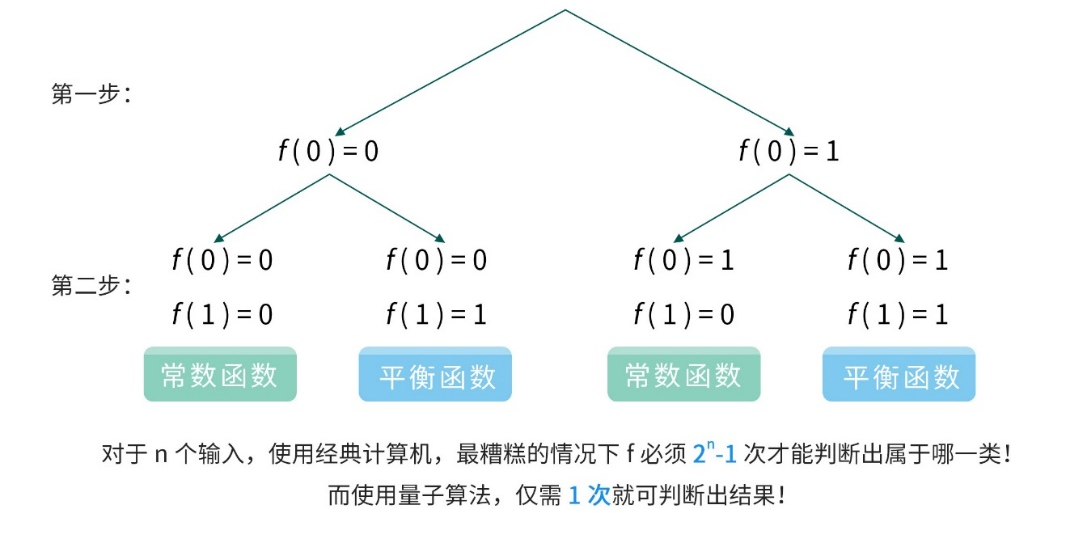 第一步：
f(0)=0 f(0)=1
第二步：
f(0)=0 f(0)=0 f(0)=1 f(0)=1
f(1)=0 f(1)=1 f(1)=0 f(1)=1
常数函数 平衡函数 常数函数 平衡函数
对于 n 个输入，使用经典计算机，最糟糕的情况下 f 必须 2ⁿ-1 次才能判断出属于哪一类！
而使用量子算法，仅需 1 次就可判断出结果！